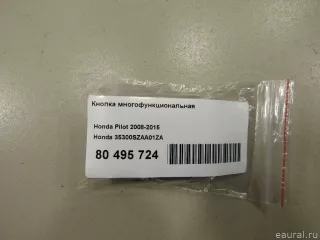 Кнопка многофункциональная
Honda Pilot 2008-2015
Honda 35300SZAA01ZA
80 495 724
© eaural.ru